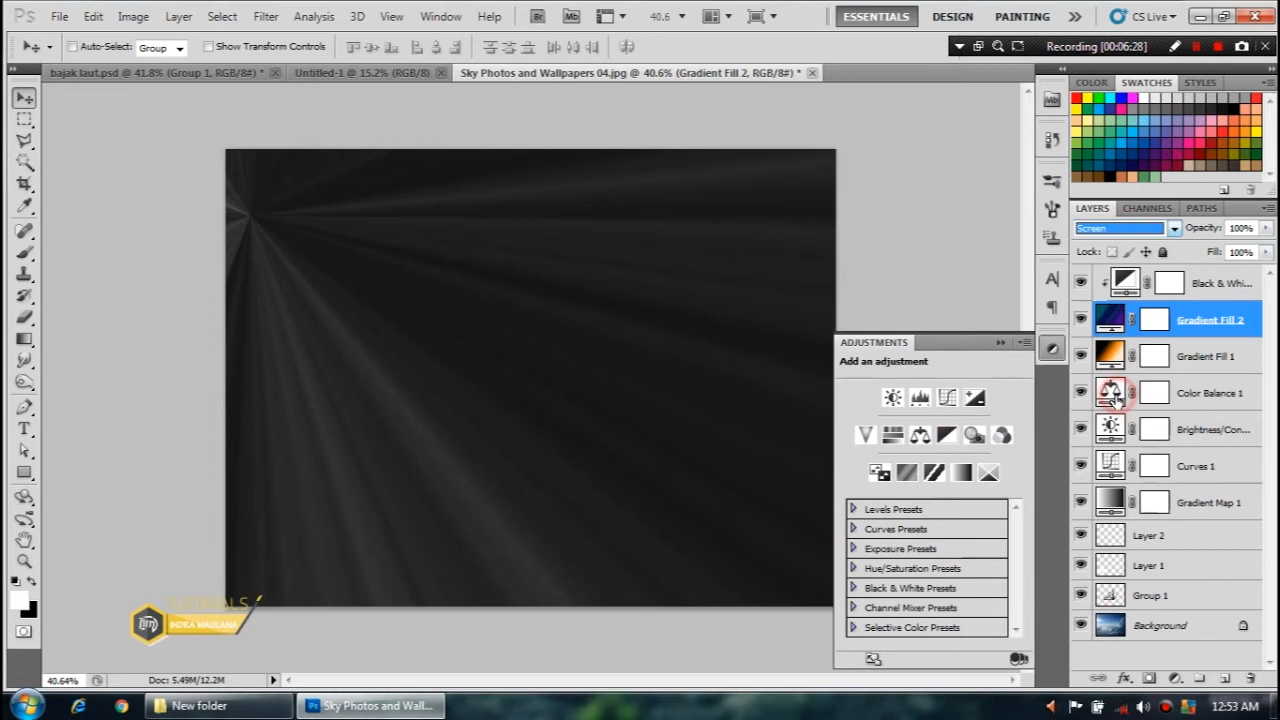 Ps File Edit Image Layer Select Filter Analysis 3D View Window Help Br Mb 40.6 ESSENTIALS DESIGN PAINTING CS Live
Auto-Select: Group Show Transform Controls
Recording [00:06:28]
bajak laut.psd @ 41.8% (Group 1, RGB/8#) * Untitled-1 @ 15.2% (RGB/8) Sky Photos and Wallpapers 04.jpg @ 40.6% (Gradient Fill 2, RGB/8#) *
COLOR SWATCHES STYLES
Mb
LAYERS CHANNELS PATHS
Screen Opacity: 100%
Lock: Fill: 100%
Black & Whi...
Gradient Fill 2
Gradient Fill 1
Color Balance 1
Brightness/Con...
Curves 1
Gradient Map 1
Layer 2
Layer 1
Group 1
Background
ADJUSTMENTS
Add an adjustment
Levels Presets
Curves Presets
Exposure Presets
Hue/Saturation Presets
Black & White Presets
Channel Mixer Presets
Selective Color Presets
TUTORIALS
INDRA MAULANA
40.64% Doc: 5.49M/12.2M
New folder Sky Photos and Wall... 12:53 AM